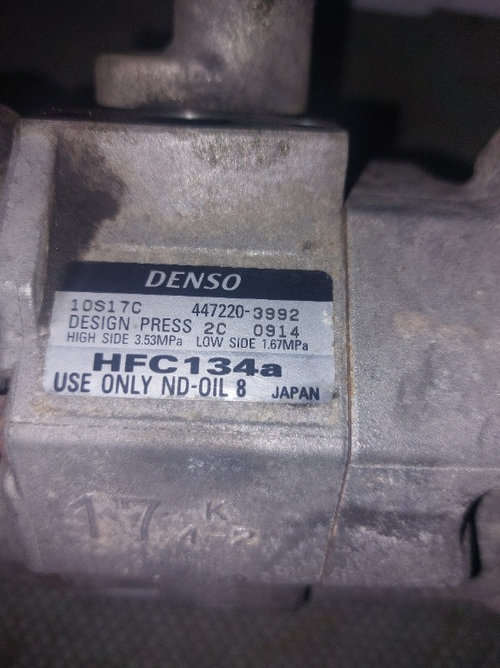 DENSO
10S17C 447220-3992
DESIGN PRESS 2C 0914
HIGH SIDE 3.53MPa LOW SIDE 1.67MPa
HFC134a
USE ONLY ND-OIL 8 JAPAN
17 K